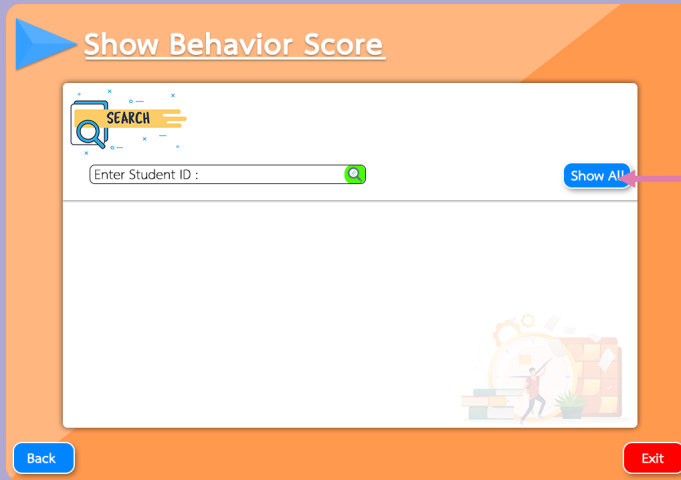 Show Behavior Score
SEARCH
Enter Student ID :
Show All
Back
Exit